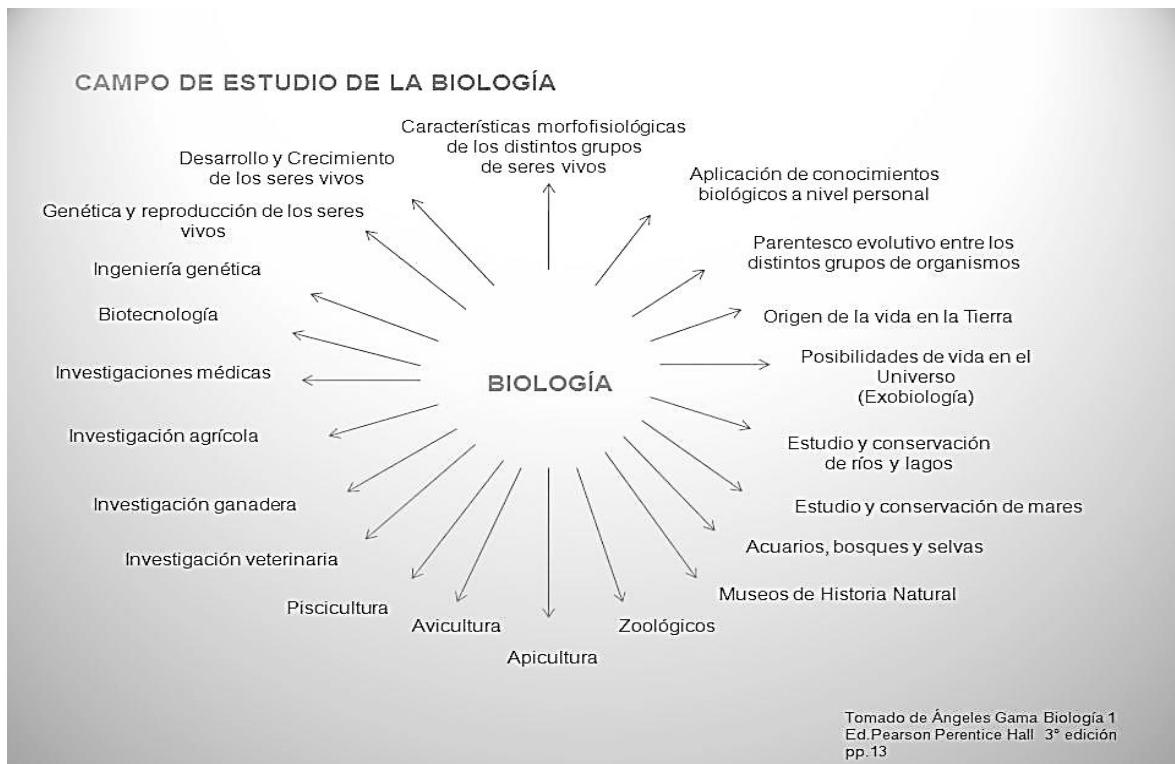 CAMPO DE ESTUDIO DE LA BIOLOGÍA
Características morfofisiológicas
de los distintos grupos
de seres vivos
Desarrollo y Crecimiento
de los seres vivos
Aplicación de conocimientos
biológicos a nivel personal
Genética y reproducción de los seres
vivos
Parentesco evolutivo entre los
distintos grupos de organismos
Ingeniería genética
Origen de la vida en la Tierra
Biotecnología
Posibilidades de vida en el
Universo
(Exobiología)
Investigaciones médicas
BIOLOGÍA
Investigación agrícola
Estudio y conservación
de ríos y lagos
Investigación ganadera
Estudio y conservación de mares
Investigación veterinaria
Acuarios, bosques y selvas
Piscicultura
Museos de Historia Natural
Avicultura
Zoológicos
Apicultura
Tomado de Ángeles Gama Biología 1
Ed.Pearson Perentice Hall 3° edición
pp.13